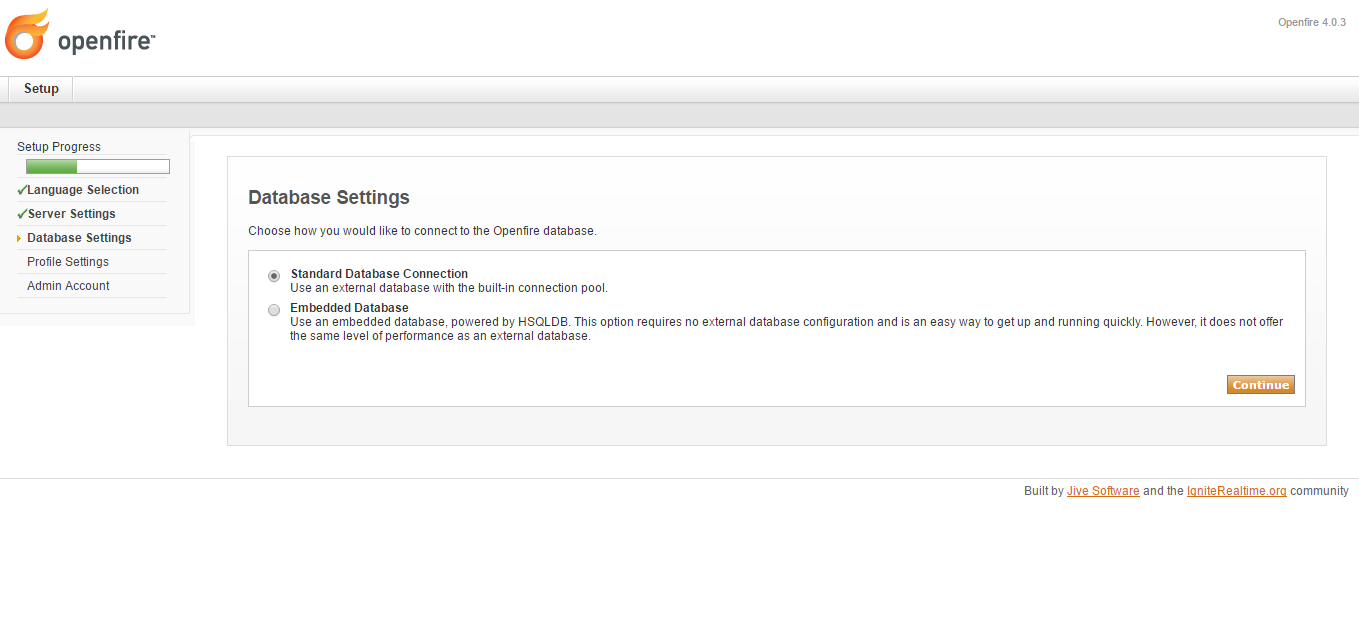 openfire™
Openfire 4.0.3
Setup
Setup Progress
Language Selection
Server Settings
Database Settings
Profile Settings
Admin Account
Database Settings
Choose how you would like to connect to the Openfire database.
Standard Database Connection
Use an external database with the built-in connection pool.
Embedded Database
Use an embedded database, powered by HSQLDB. This option requires no external database configuration and is an easy way to get up and running quickly. However, it does not offer
the same level of performance as an external database.
Continue
Built by Jive Software and the IgniteRealtime.org community